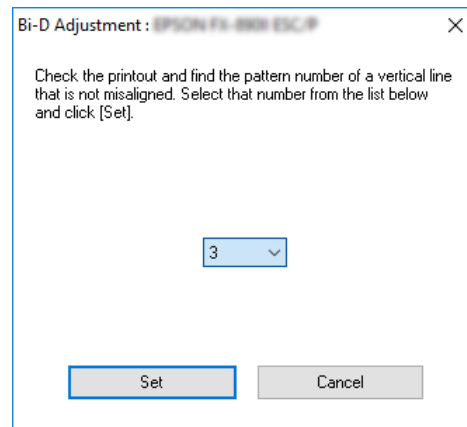 Bi-D Adjustment :
Check the printout and find the pattern number of a vertical line
that is not misaligned. Select that number from the list below
and click [Set].
3
Set
Cancel